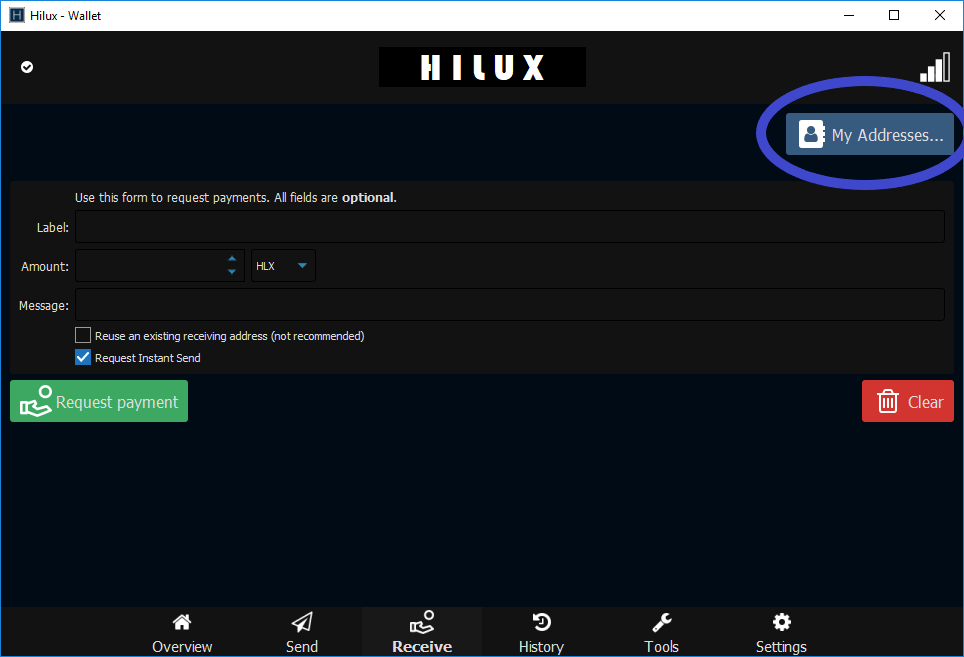 Hilux - Wallet
HILUX
My Addresses...
Use this form to request payments. All fields are optional.
Label:
Amount:
HLX
Message:
Reuse an existing receiving address (not recommended)
Request Instant Send
Request payment
Clear
Overview
Send
Receive
History
Tools
Settings